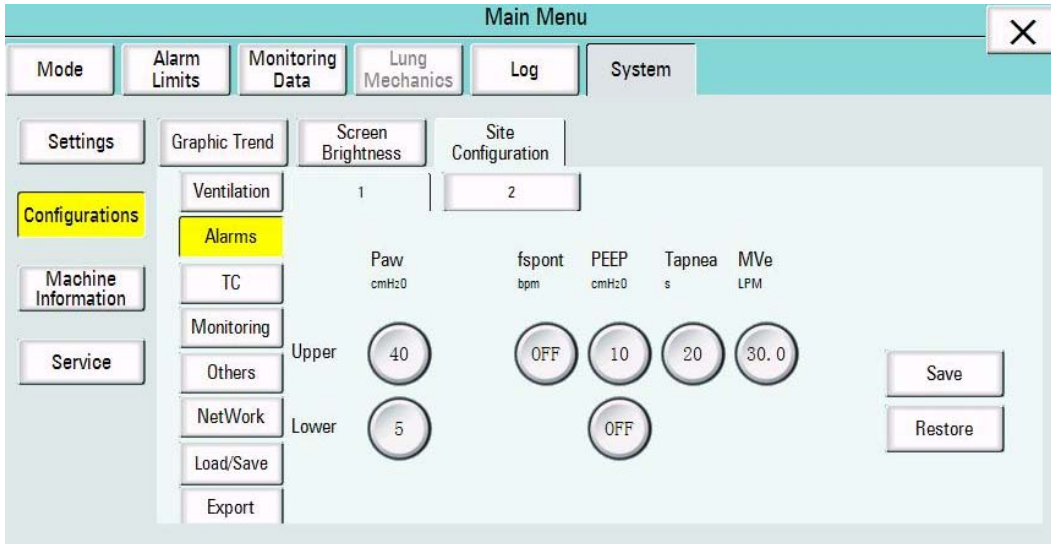 Main Menu
X
Mode
Alarm
Limits
Monitoring
Data
Lung
Mechanics
Log
System
Settings
Graphic Trend
Screen
Brightness
Site
Configuration
Configurations
Ventilation
1
2
Alarms
Machine
Information
TC
Paw
cmH2O
fspont
bpm
PEEP
cmH2O
Tapnea
s
MVe
LPM
Monitoring
Service
Upper
40
OFF
10
20
30.0
Others
Save
NetWork
Lower
5
OFF
Restore
Load/Save
Export